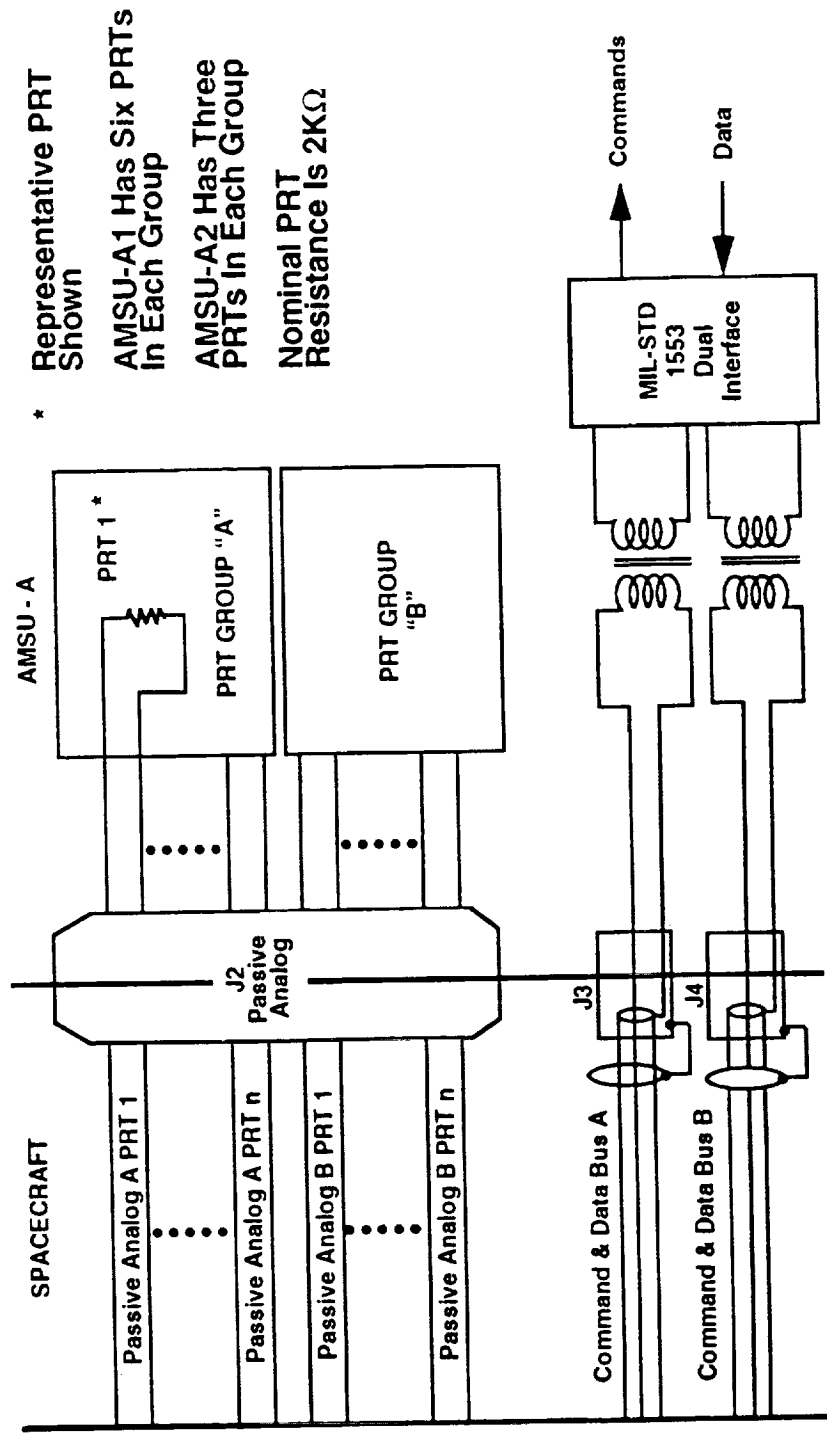 SPACECRAFT
AMSU - A
Passive Analog A PRT 1
Passive Analog A PRT n
Passive Analog B PRT 1
Passive Analog B PRT n
J2
Passive
Analog
PRT 1 *
PRT GROUP "A"
PRT GROUP
"B"
* Representative PRT
Shown
AMSU-A1 Has Six PRTs
In Each Group
AMSU-A2 Has Three
PRTs In Each Group
Nominal PRT
Resistance Is 2KΩ
Command & Data Bus A
J3
Command & Data Bus B
J4
MIL-STD
1553
Dual
Interface
Commands
Data